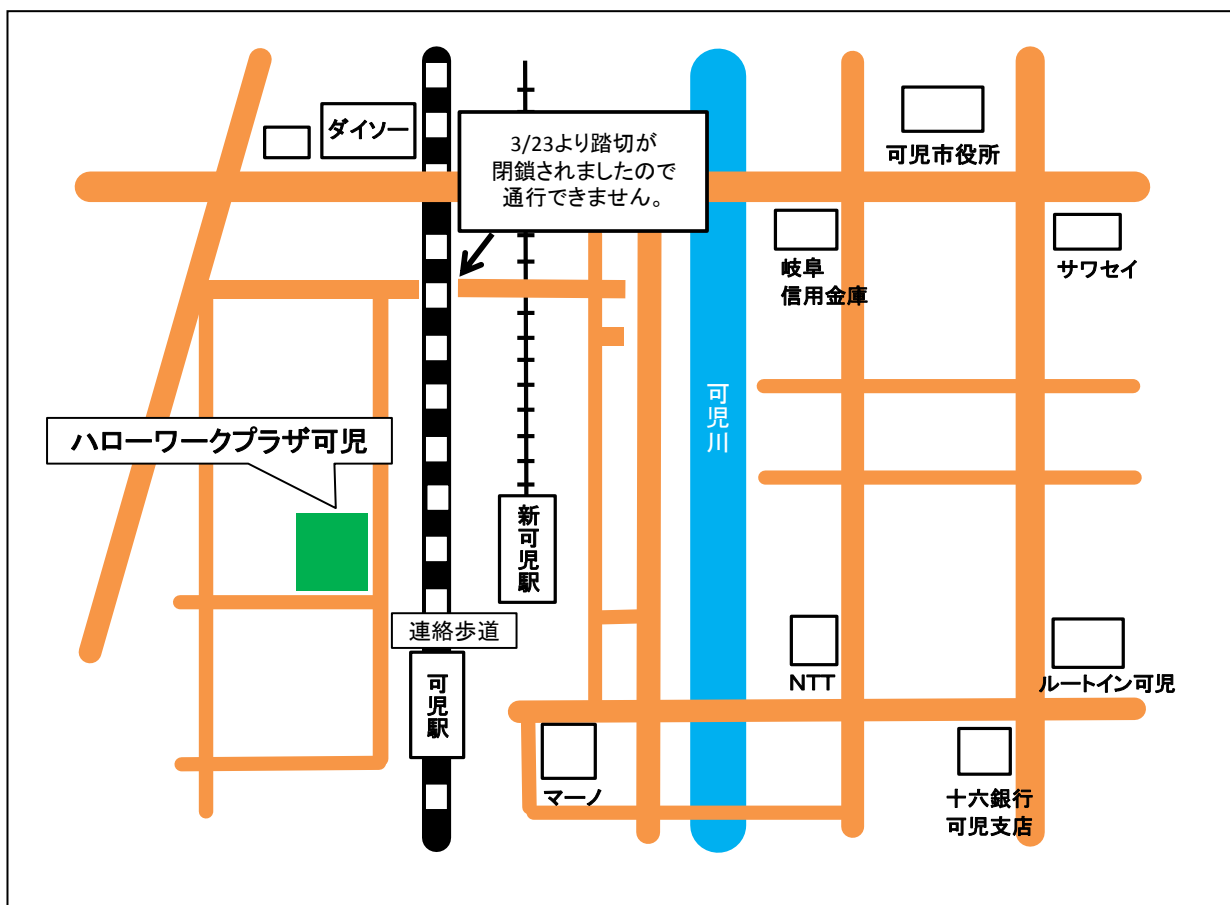 ダイソー
3/23より踏切が
閉鎖されましたので
通行できません。
可児市役所
岐阜
信用金庫
サワセイ
可児川
ハローワークプラザ可児
新可児駅
連絡歩道
可児駅
NTT
ルートイン可児
マーノ
十六銀行
可児支店